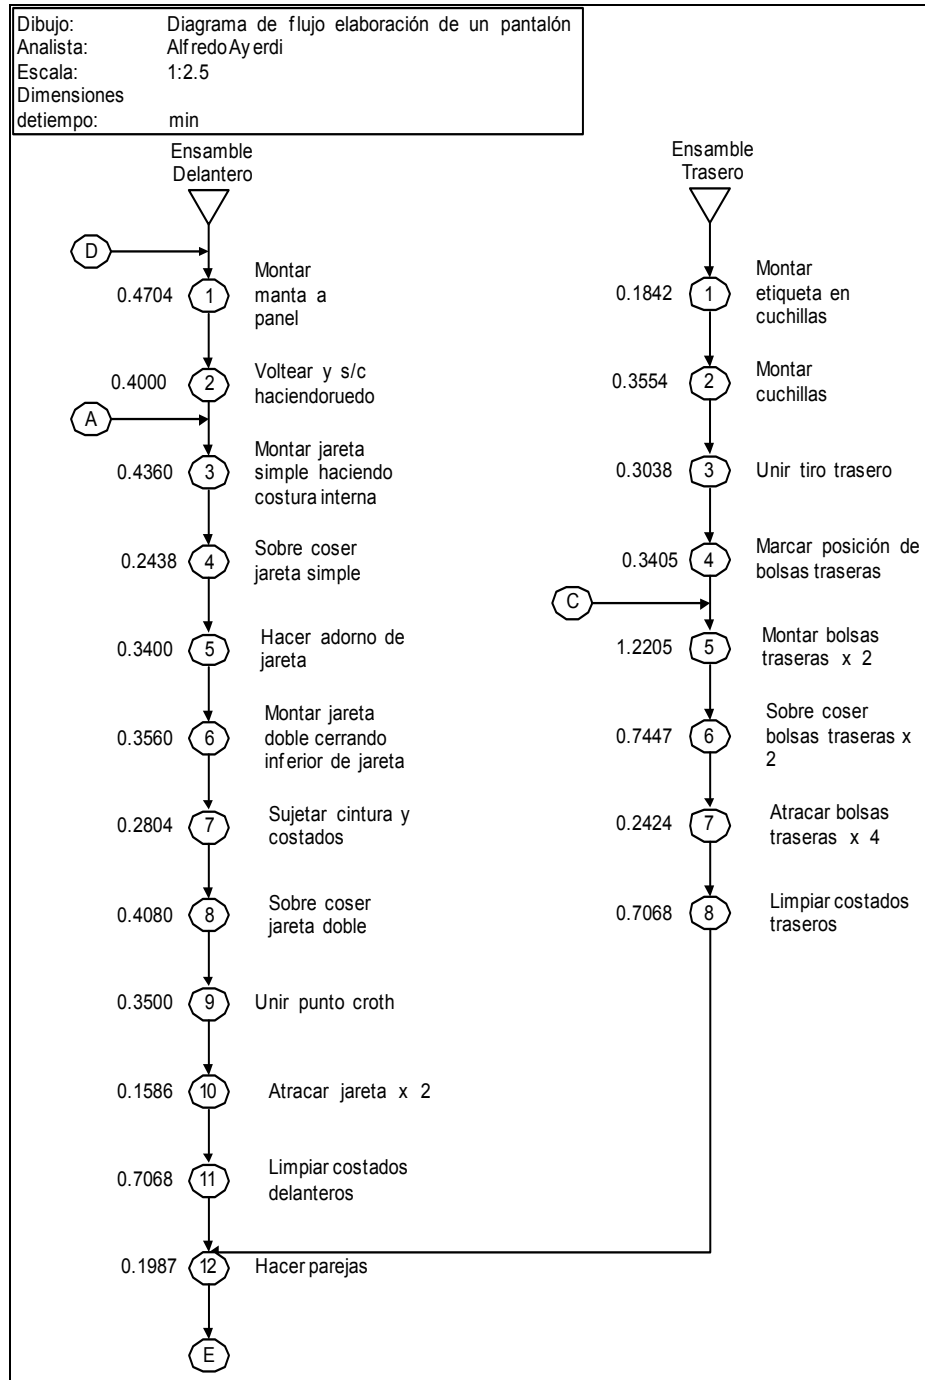 Dibujo: Diagrama de flujo elaboración de un pantalón
Analista: Alfredo Ayerdi
Escala: 1:2.5
Dimensiones
detiempo: min
Ensamble
Delantero
D
0.4704 1 Montar
manta a
panel
0.4000 2 Voltear y s/c
haciendoruedo
A
0.4360 3 Montar jareta
simple haciendo
costura interna
0.2438 4 Sobre coser
jareta simple
0.3400 5 Hacer adorno de
jareta
0.3560 6 Montar jareta
doble cerrando
inferior de jareta
0.2804 7 Sujetar cintura y
costados
0.4080 8 Sobre coser
jareta doble
0.3500 9 Unir punto croth
0.1586 10 Atracar jareta x 2
0.7068 11 Limpiar costados
delanteros
0.1987 12 Hacer parejas
E
Ensamble
Trasero
0.1842 1 Montar
etiqueta en
cuchillas
0.3554 2 Montar
cuchillas
0.3038 3 Unir tiro trasero
0.3405 4 Marcar posición de
bolsas traseras
C
1.2205 5 Montar bolsas
traseras x 2
0.7447 6 Sobre coser
bolsas traseras x
2
0.2424 7 Atracar bolsas
traseras x 4
0.7068 8 Limpiar costados
traseros